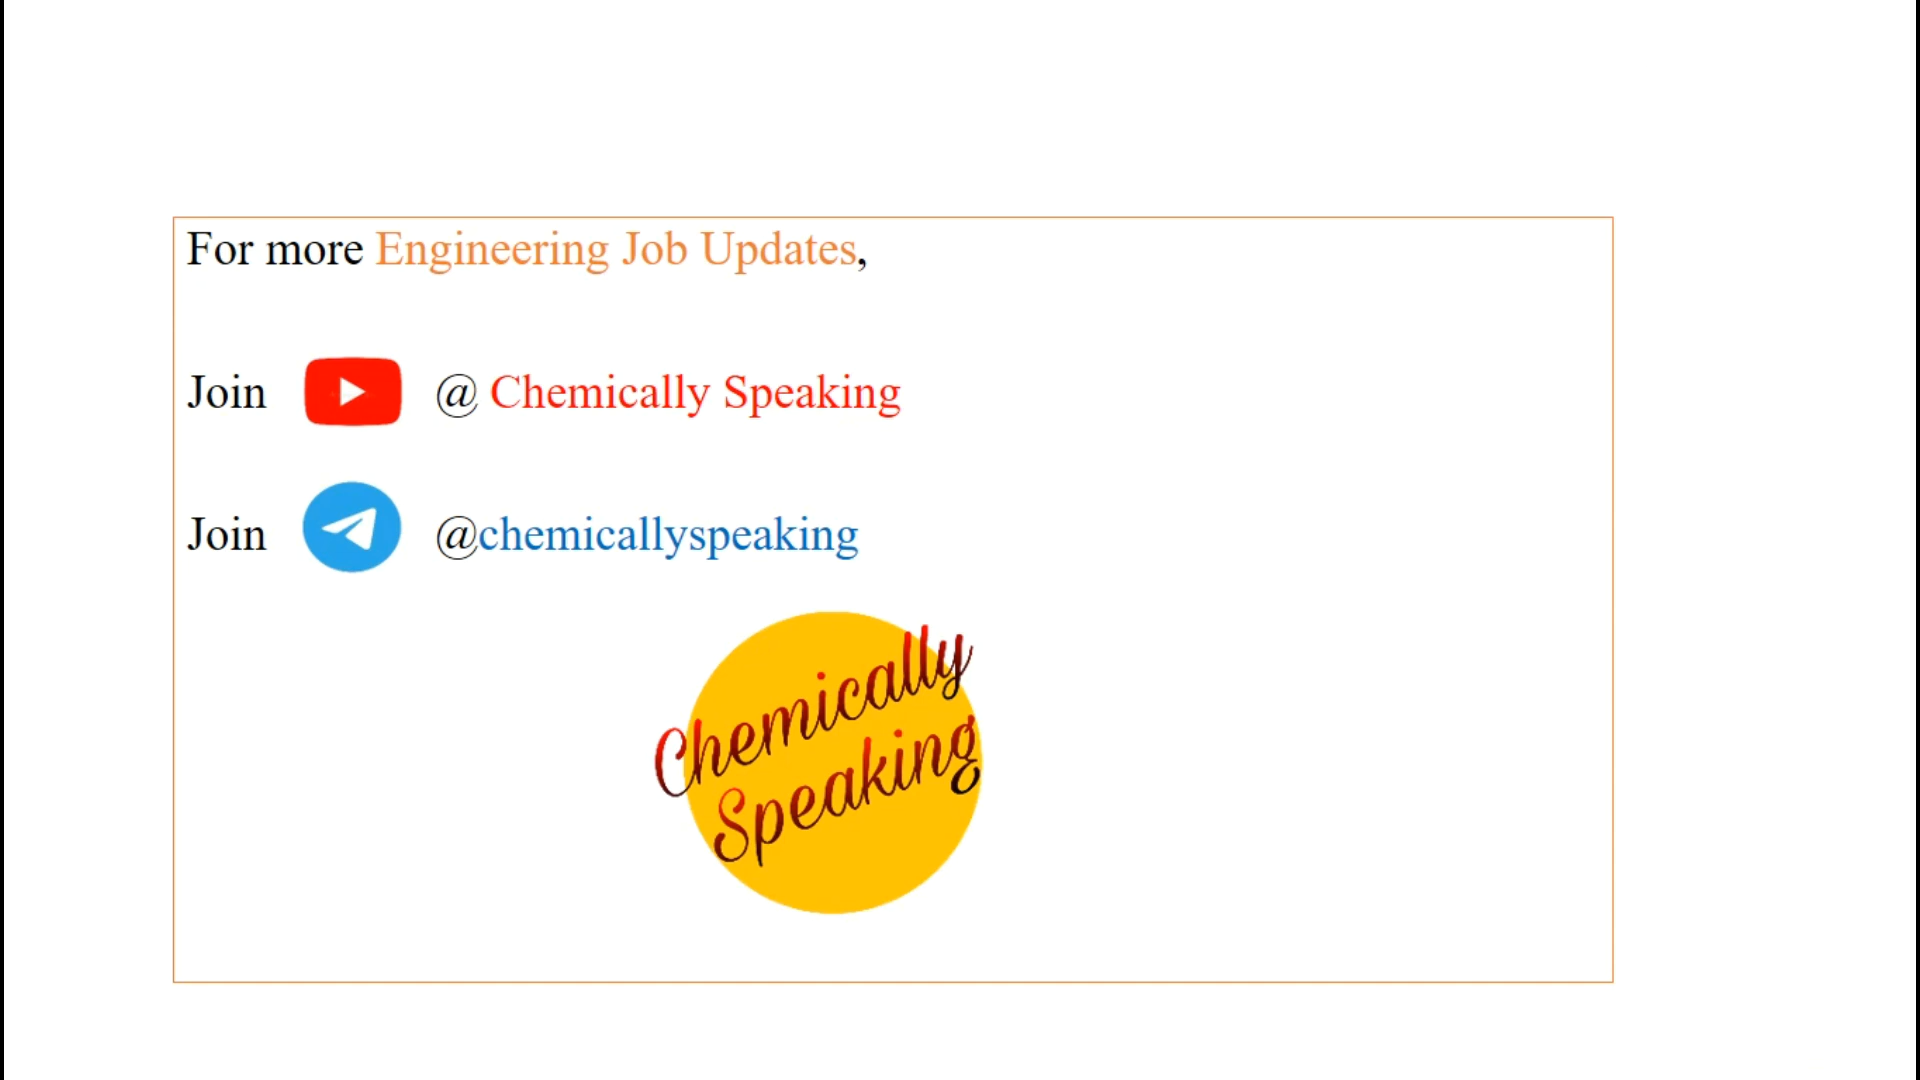 For more Engineering Job Updates,
Join @ Chemically Speaking
Join @chemicallyspeaking
Chemically
Speaking